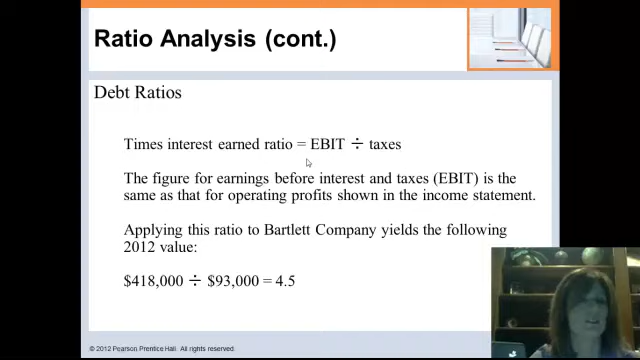 Ratio Analysis (cont.)
Debt Ratios
Times interest earned ratio = EBIT ÷ taxes
The figure for earnings before interest and taxes (EBIT) is the
same as that for operating profits shown in the income statement.
Applying this ratio to Bartlett Company yields the following
2012 value:
$418,000 ÷ $93,000 = 4.5
© 2012 Pearson Prentice Hall. All rights reserved.